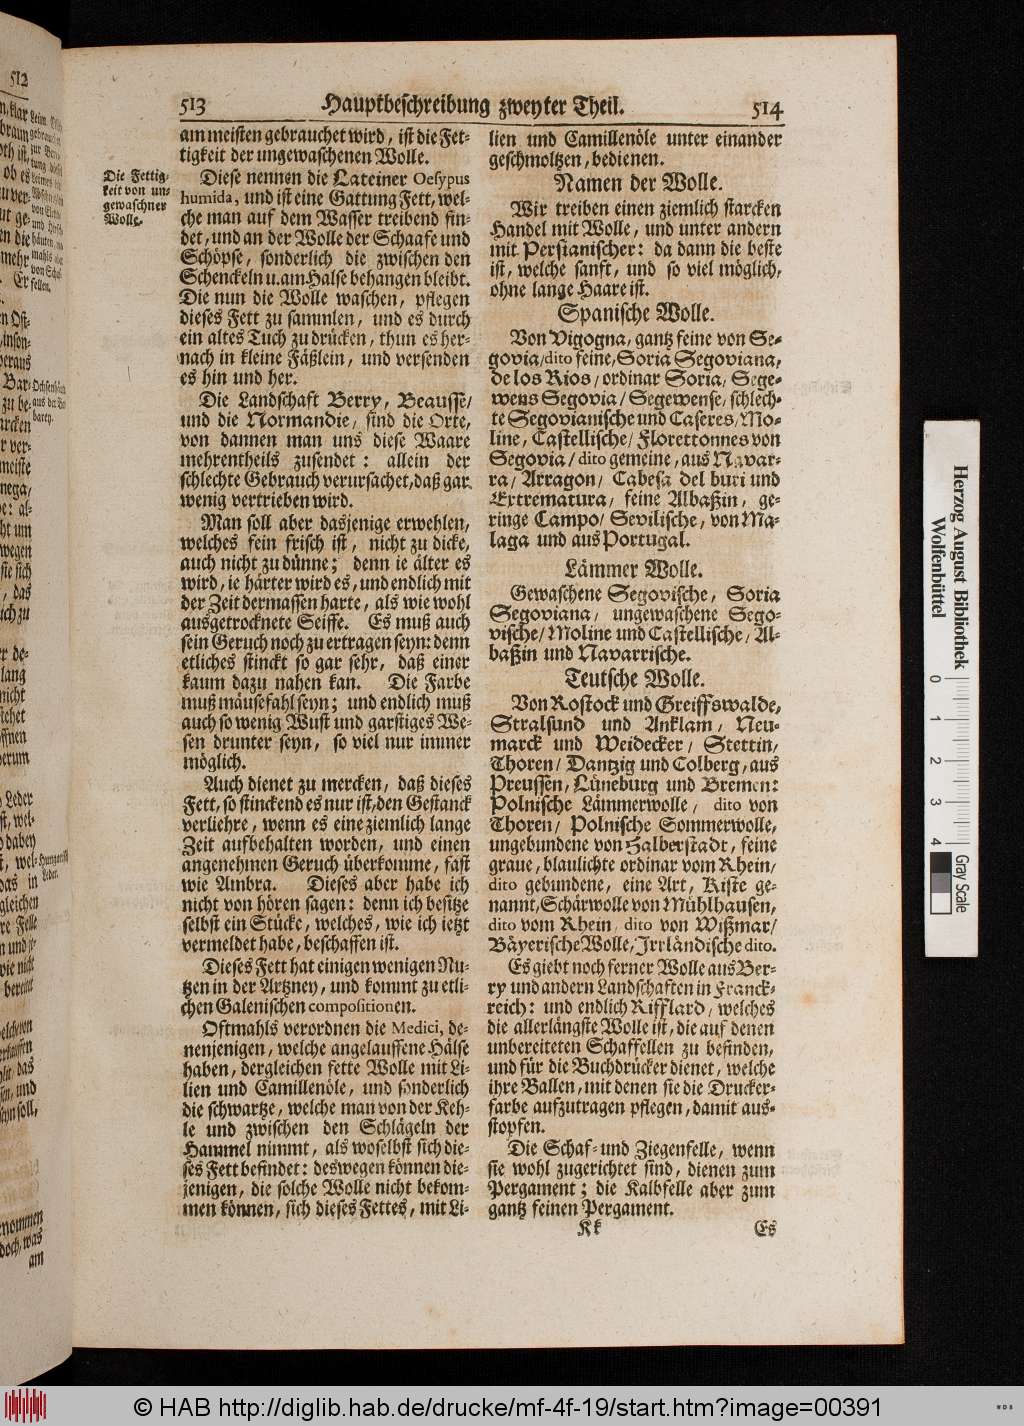 513 Hauptbeschreibung zweyter Theil. 514
am meisten gebrauchet wird, ist die Fet-
tigkeit der ungewaschenen Wolle.
Die Fettig-
keit von un-
gewaschner
Wolle.
Diese nennen die Lateiner Oesypus
humida, und ist eine Gattung Fett, wel-
che man auf dem Wasser treibend fin-
det, und an der Wolle der Schaafe und
Schöpse, sonderlich die zwischen den
Schenckeln u. am Halse behangen bleibt.
Die nun die Wolle waschen, pflegen
dieses Fett zu sammlen, und es durch
ein altes Tuch zu drücken, thun es her-
nach in kleine Fäßlein, und versenden
es hin und her.
Die Landschaft Berry, Beausse/
und die Normandie, sind die Orte,
von dannen man uns diese Waare
mehrentheils zusendet: allein der
schlechte Gebrauch verursachet, daß gar
wenig vertrieben wird.
Man soll aber dasjenige erwehlen,
welches fein frisch ist, nicht zu dicke,
auch nicht zu dünne; denn ie älter es
wird, ie härter wird es, und endlich mit
der Zeit dermassen harte, als wie wohl
ausgetrocknete Seiffe. Es muß auch
sein Geruch noch zu ertragen seyn: denn
etliches stinckt so gar sehr, daß einer
kaum dazu nahen kan. Die Farbe
muß mäusefahl seyn; und endlich muß
auch so wenig Wust und garstiges We-
sen drunter seyn, so viel nur immer
möglich.
Auch dienet zu mercken, daß dieses
Fett, so stinckend es nur ist, den Gestanck
verliehre, wenn es eine ziemlich lange
Zeit aufbehalten worden, und einen
angenehmen Geruch überkomme, fast
wie Ambra. Dieses aber habe ich
nicht von hören sagen: denn ich besitze
selbst ein Stücke, welches, wie ich ietzt
vermeldet habe, beschaffen ist.
Dieses Fett hat einigen wenigen Nu-
tzen in der Artzney, und kommt zu etli-
chen Galenischen compositionen.
Oftmahls verordnen die Medici, de-
nenjenigen, welche angelauffene Hälse
haben, dergleichen fette Wolle mit Li-
lien und Camillenöle, und sonderlich
die schwartze, welche man von der Keh-
le und zwischen den Schlägeln der
Hammel nimmt, als woselbst sich die-
ses Fett befindet: deswegen können die-
jenigen, die solche Wolle nicht bekom-
men können, sich dieses Fettes, mit Li-
lien und Camillenöle unter einander
geschmoltzen, bedienen.
Namen der Wolle.
Wir treiben einen ziemlich starcken
Handel mit Wolle, und unter andern
mit Persianischer: da dann die beste
ist, welche sanft, und so viel möglich,
ohne lange Haare ist.
Spanische Wolle.
Von Vigogna, gantz feine von Se-
govia/dito feine, Soria Segoviana,
de los Rios/ ordinar Soria/ Sege-
wens Segovia/ Segewense/ schlech-
te Segovianische und Caseres/ Mo-
line, Castellische/ Florettonnes von
Segovia/ dito gemeine, aus Navar-
ra/ Arragon/ Cabesa del buri und
Extrematura, feine Albaßin, ge-
ringe Campo/ Sevilische, von Ma-
laga und aus Portugal.
Lämmer Wolle.
Gewaschene Segovische, Soria
Segoviana, ungewaschene Sego-
vische/ Moline und Castellische, Al-
baßin und Navarrische.
Teutsche Wolle.
Von Rostock und Greiffswalde,
Stralsund und Anklam, Neu-
marck und Weidecker/ Stettin/
Thoren/ Dantzig und Colberg, aus
Preussen, Lüneburg und Bremen:
Polnische Lämmerwolle, dito von
Thoren/ Polnische Sommerwolle,
ungebundene von Halberstadt, feine
graue, blaulichte ordinar vom Rhein/
dito gebundene, eine Art, Kiste ge-
nannt, Schärwolle von Mühlhausen,
dito vom Rhein, dito von Wißmar/
Bäyerische Wolle, Irrländische dito.
Es giebt noch ferner Wolle aus Ber-
ry und andern Landschaften in Franck-
reich: und endlich Rifflard/ welches
die allerlängste Wolle ist, die auf denen
unbereiteten Schaffellen zu befinden,
und für die Buchdrücker dienet, welche
ihre Ballen, mit denen sie die Drucker-
farbe aufzutragen pflegen, damit aus-
stopfen.
Die Schaf- und Ziegenfelle, wenn
sie wohl zugerichtet sind, dienen zum
Pergament; die Kalbfelle aber zum
gantz feinen Pergament.
Kk Es
512
Herzog August Bibliothek
Wolfenbüttel
0 1 2 3 4
Gray Scale
© HAB http://diglib.hab.de/drucke/mf-4f-19/start.htm?image=00391